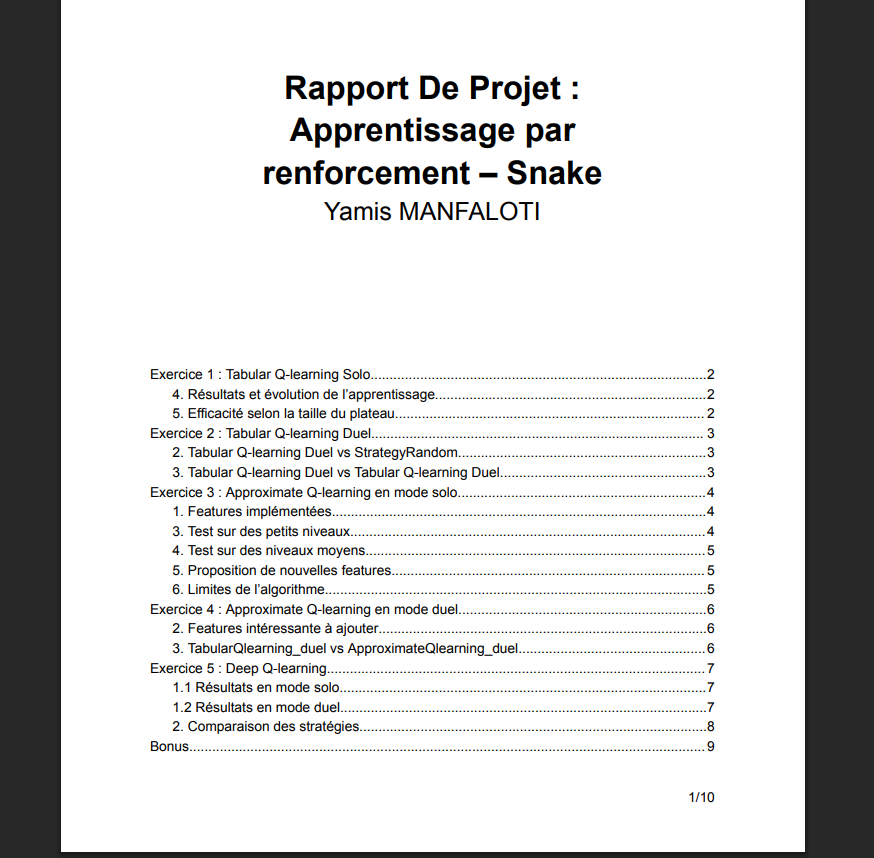 Rapport De Projet :
Apprentissage par
renforcement – Snake
Yamis MANFALOTI
Exercice 1 : Tabular Q-learning Solo..........2
4. Résultats et évolution de l’apprentissage..........2
5. Efficacité selon la taille du plateau..........2
Exercice 2 : Tabular Q-learning Duel..........3
2. Tabular Q-learning Duel vs StrategyRandom..........3
3. Tabular Q-learning Duel vs Tabular Q-learning Duel..........3
Exercice 3 : Approximate Q-learning en mode solo..........4
1. Features implémentées..........4
3. Test sur des petits niveaux..........4
4. Test sur des niveaux moyens..........5
5. Proposition de nouvelles features..........5
6. Limites de l’algorithme..........5
Exercice 4 : Approximate Q-learning en mode duel..........6
2. Features intéressante à ajouter..........6
3. TabularQlearning_duel vs ApproximateQlearning_duel..........6
Exercice 5 : Deep Q-learning..........7
1.1 Résultats en mode solo..........7
1.2 Résultats en mode duel..........7
2. Comparaison des stratégies..........8
Bonus..........9
1/10